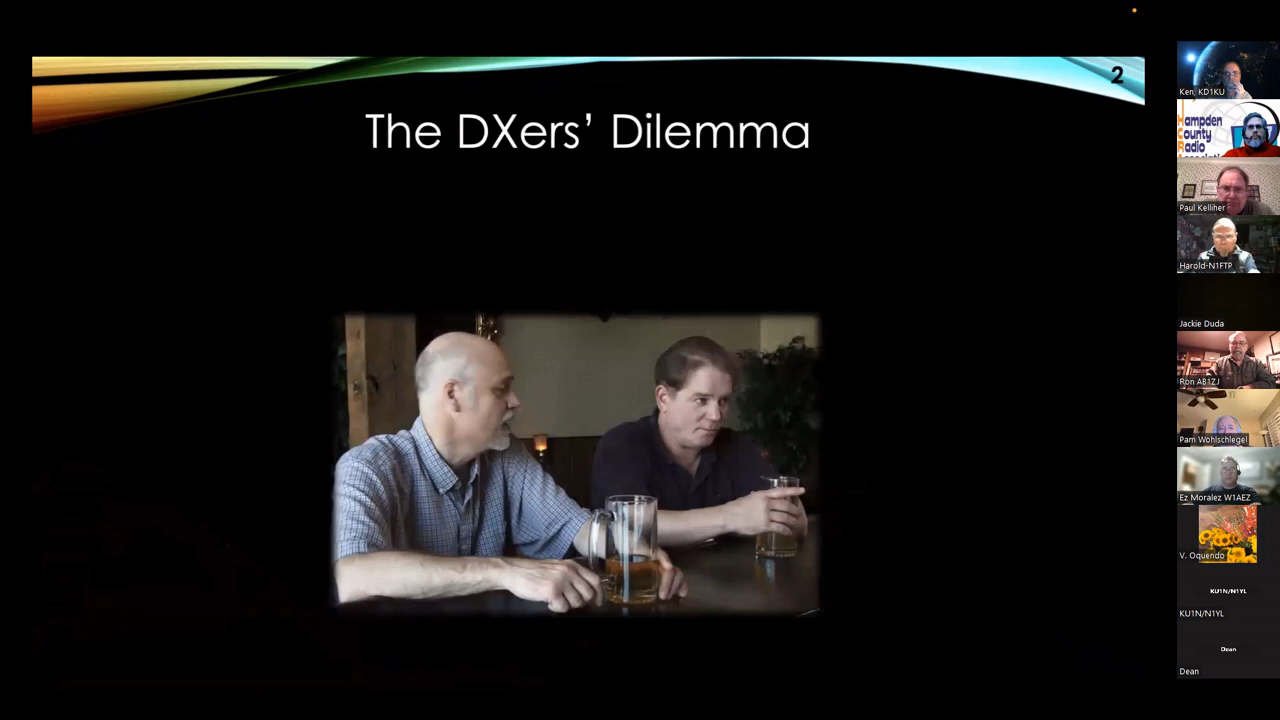 2
The DXers’ Dilemma
Ken, KD1KU
Hampden
County
Radio
Paul Kelliher
Harold-N1FTP
Jackie Duda
Ron AB1ZJ
Pam Wohlschlegel
Ez Moralez W1AEZ
V. Oquendo
KU1N/N1YL
KU1N/N1YL
Dean
Dean